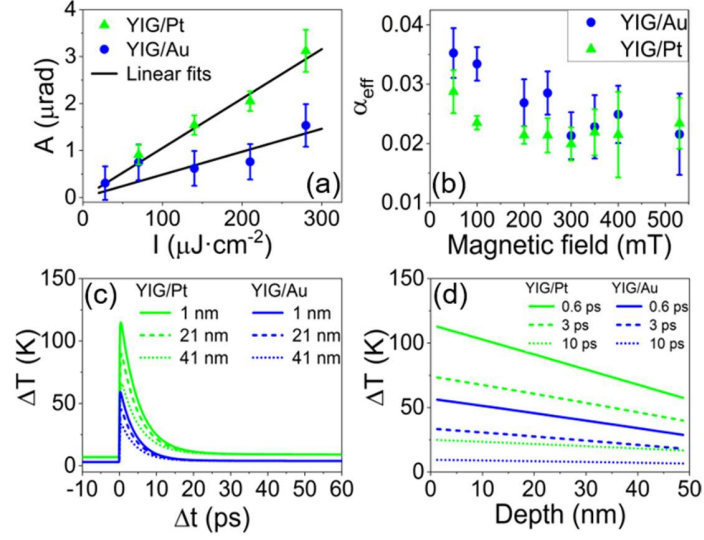 4
3
2
1
0
A (μrad)
YIG/Pt
YIG/Au
Linear fits
(a)
0 100 200 300
I (μJ·cm-2)
0.04
0.03
0.02
0.01
αeff
YIG/Au
YIG/Pt
(b)
0 100 200 300 400 500
Magnetic field (mT)
150
100
50
0
ΔT (K)
(c)
YIG/Pt YIG/Au
1 nm 1 nm
21 nm 21 nm
41 nm 41 nm
-10 0 10 20 30 40 50 60
Δt (ps)
150
100
50
0
ΔT (K)
YIG/Pt YIG/Au
(d)
0.6 ps 0.6 ps
3 ps 3 ps
10 ps 10 ps
0 10 20 30 40 50
Depth (nm)